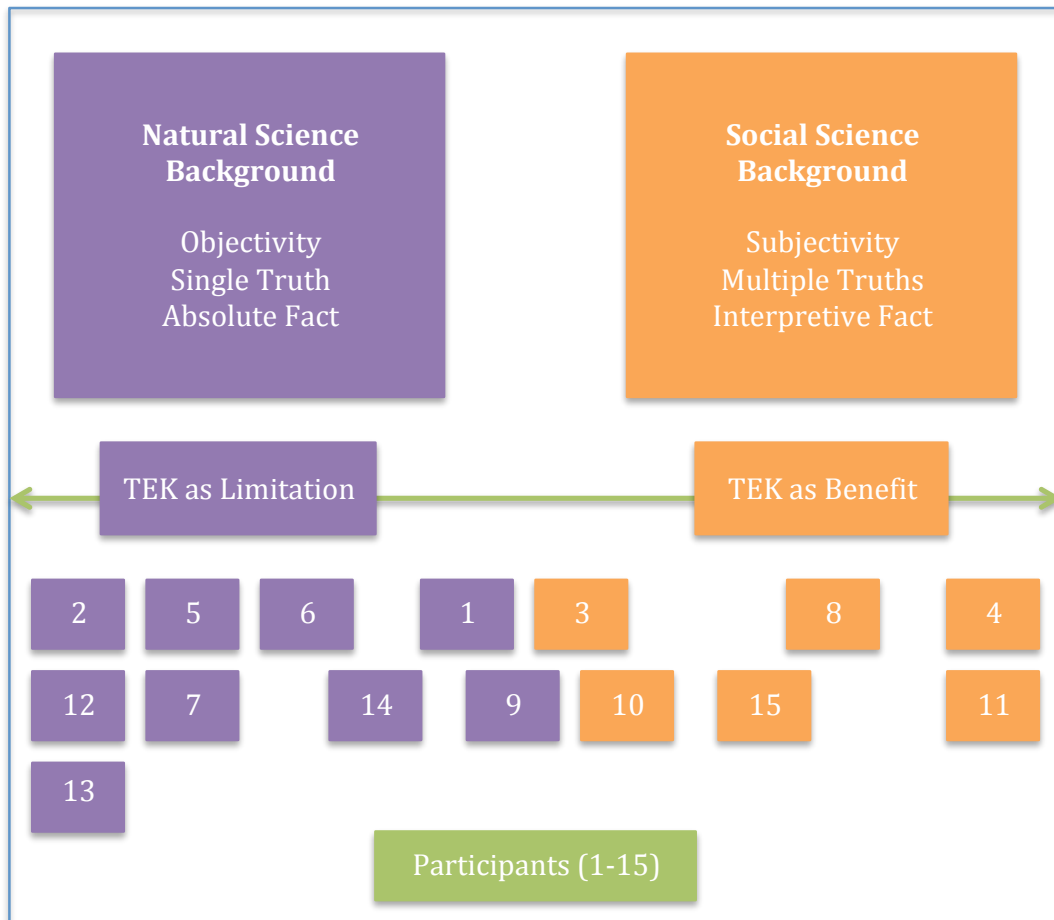 Natural Science
Background
Objectivity
Single Truth
Absolute Fact
Social Science
Background
Subjectivity
Multiple Truths
Interpretive Fact
TEK as Limitation
TEK as Benefit
2
5
6
1
3
8
4
12
7
14
9
10
15
11
13
Participants (1-15)